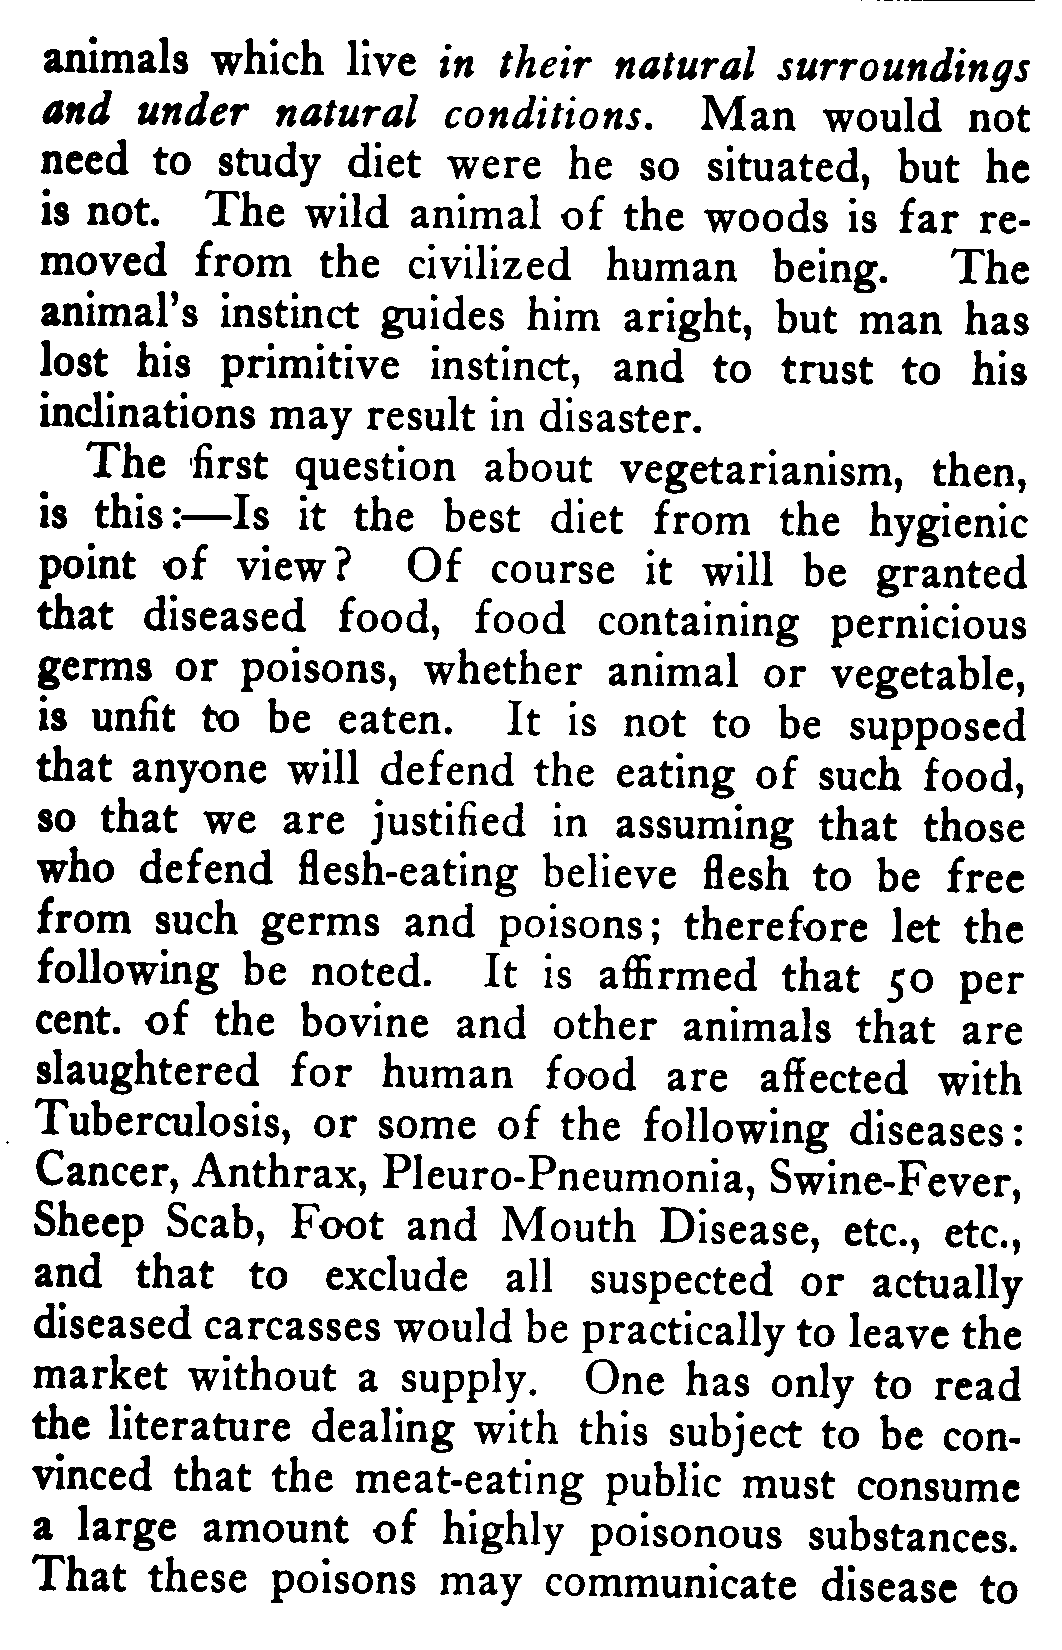 animals which live in their natural surroundings
and under natural conditions. Man would not
need to study diet were he so situated, but he
is not. The wild animal of the woods is far re-
moved from the civilized human being. The
animal's instinct guides him aright, but man has
lost his primitive instinct, and to trust to his
inclinations may result in disaster.
The first question about vegetarianism, then,
is this:—Is it the best diet from the hygienic
point of view? Of course it will be granted
that diseased food, food containing pernicious
germs or poisons, whether animal or vegetable,
is unfit to be eaten. It is not to be supposed
that anyone will defend the eating of such food,
so that we are justified in assuming that those
who defend flesh-eating believe flesh to be free
from such germs and poisons; therefore let the
following be noted. It is affirmed that 50 per
cent. of the bovine and other animals that are
slaughtered for human food are affected with
Tuberculosis, or some of the following diseases:
Cancer, Anthrax, Pleuro-Pneumonia, Swine-Fever,
Sheep Scab, Foot and Mouth Disease, etc., etc.,
and that to exclude all suspected or actually
diseased carcasses would be practically to leave the
market without a supply. One has only to read
the literature dealing with this subject to be con-
vinced that the meat-eating public must consume
a large amount of highly poisonous substances.
That these poisons may communicate disease to